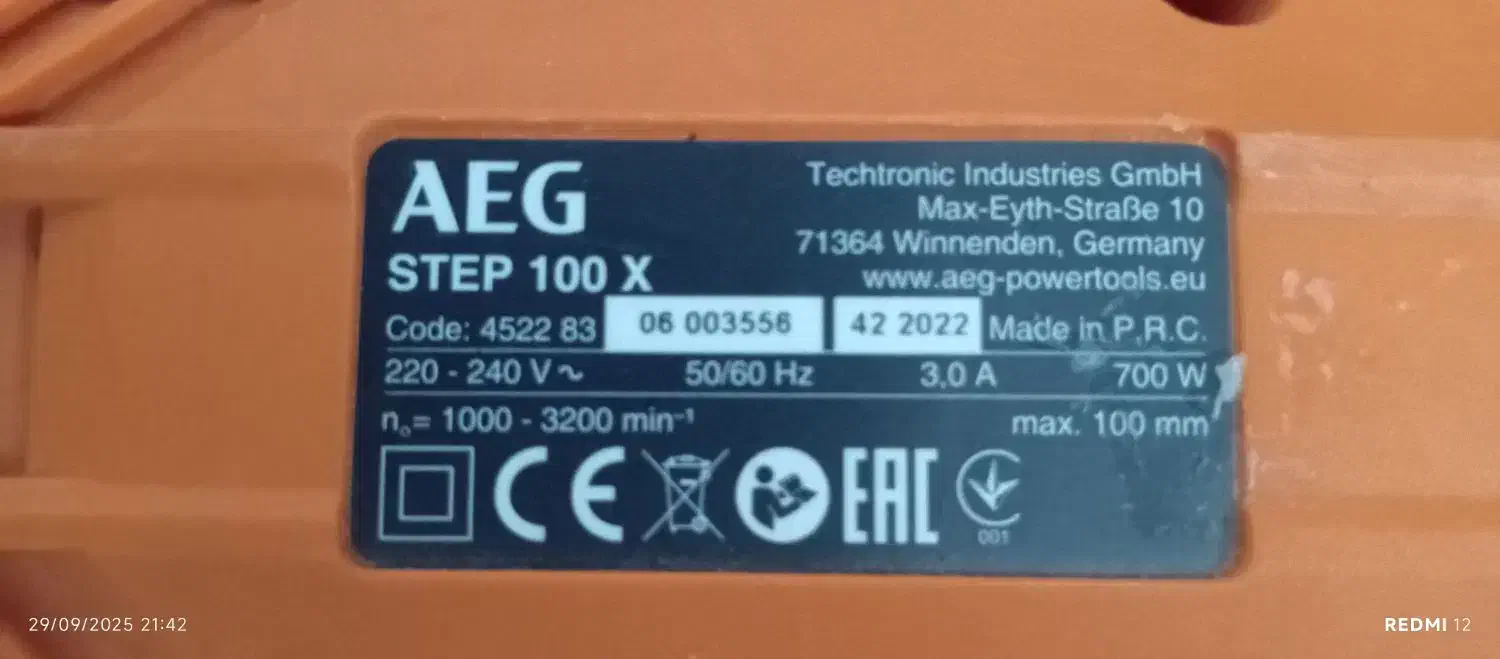 AEG
Techtronic Industries GmbH
Max-Eyth-Straße 10
71364 Winnenden, Germany
www.aeg-powertools.eu
STEP 100 X
Code: 4522 83 06 003556 42 2022 Made in P.R.C.
220 - 240 V~ 50/60 Hz 3,0 A 700 W
n₀= 1000 - 3200 min⁻¹ max. 100 mm
CE EAC
001
29/09/2025 21:42
REDMI 12